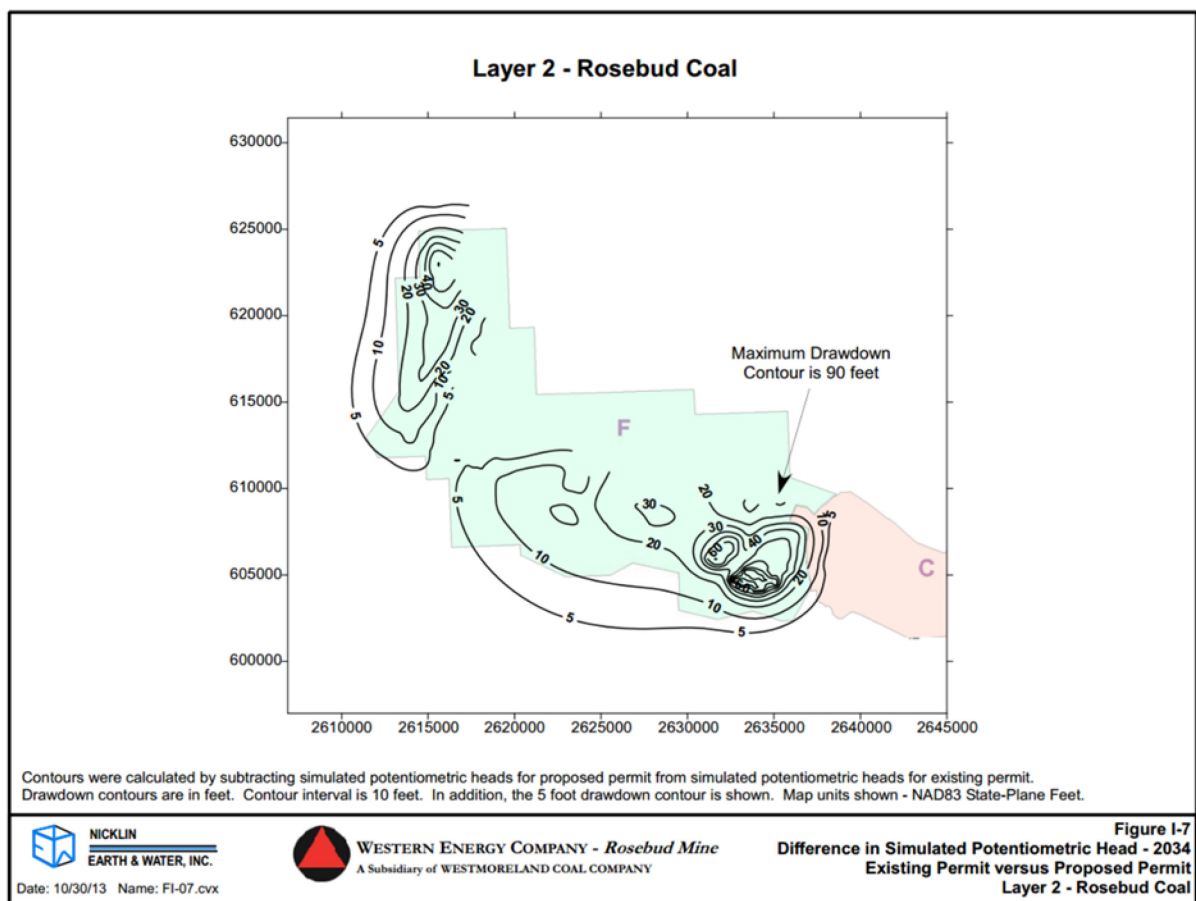 Layer 2 - Rosebud Coal
630000
625000
620000
615000
610000
605000
600000
5
20
30
40
10
30
20
20
10
5
5
Maximum Drawdown
Contour is 90 feet
F
20
30
5
30
20
60
40
10
5
20
10
10
5
5
C
2610000 2615000 2620000 2625000 2630000 2635000 2640000 2645000
Contours were calculated by subtracting simulated potentiometric heads for proposed permit from simulated potentiometric heads for existing permit.
Drawdown contours are in feet. Contour interval is 10 feet. In addition, the 5 foot drawdown contour is shown. Map units shown - NAD83 State-Plane Feet.
NICKLIN
EARTH & WATER, INC.
Date: 10/30/13 Name: FI-07.cvx
WESTERN ENERGY COMPANY - Rosebud Mine
A Subsidiary of WESTMORELAND COAL COMPANY
Figure I-7
Difference in Simulated Potentiometric Head - 2034
Existing Permit versus Proposed Permit
Layer 2 - Rosebud Coal